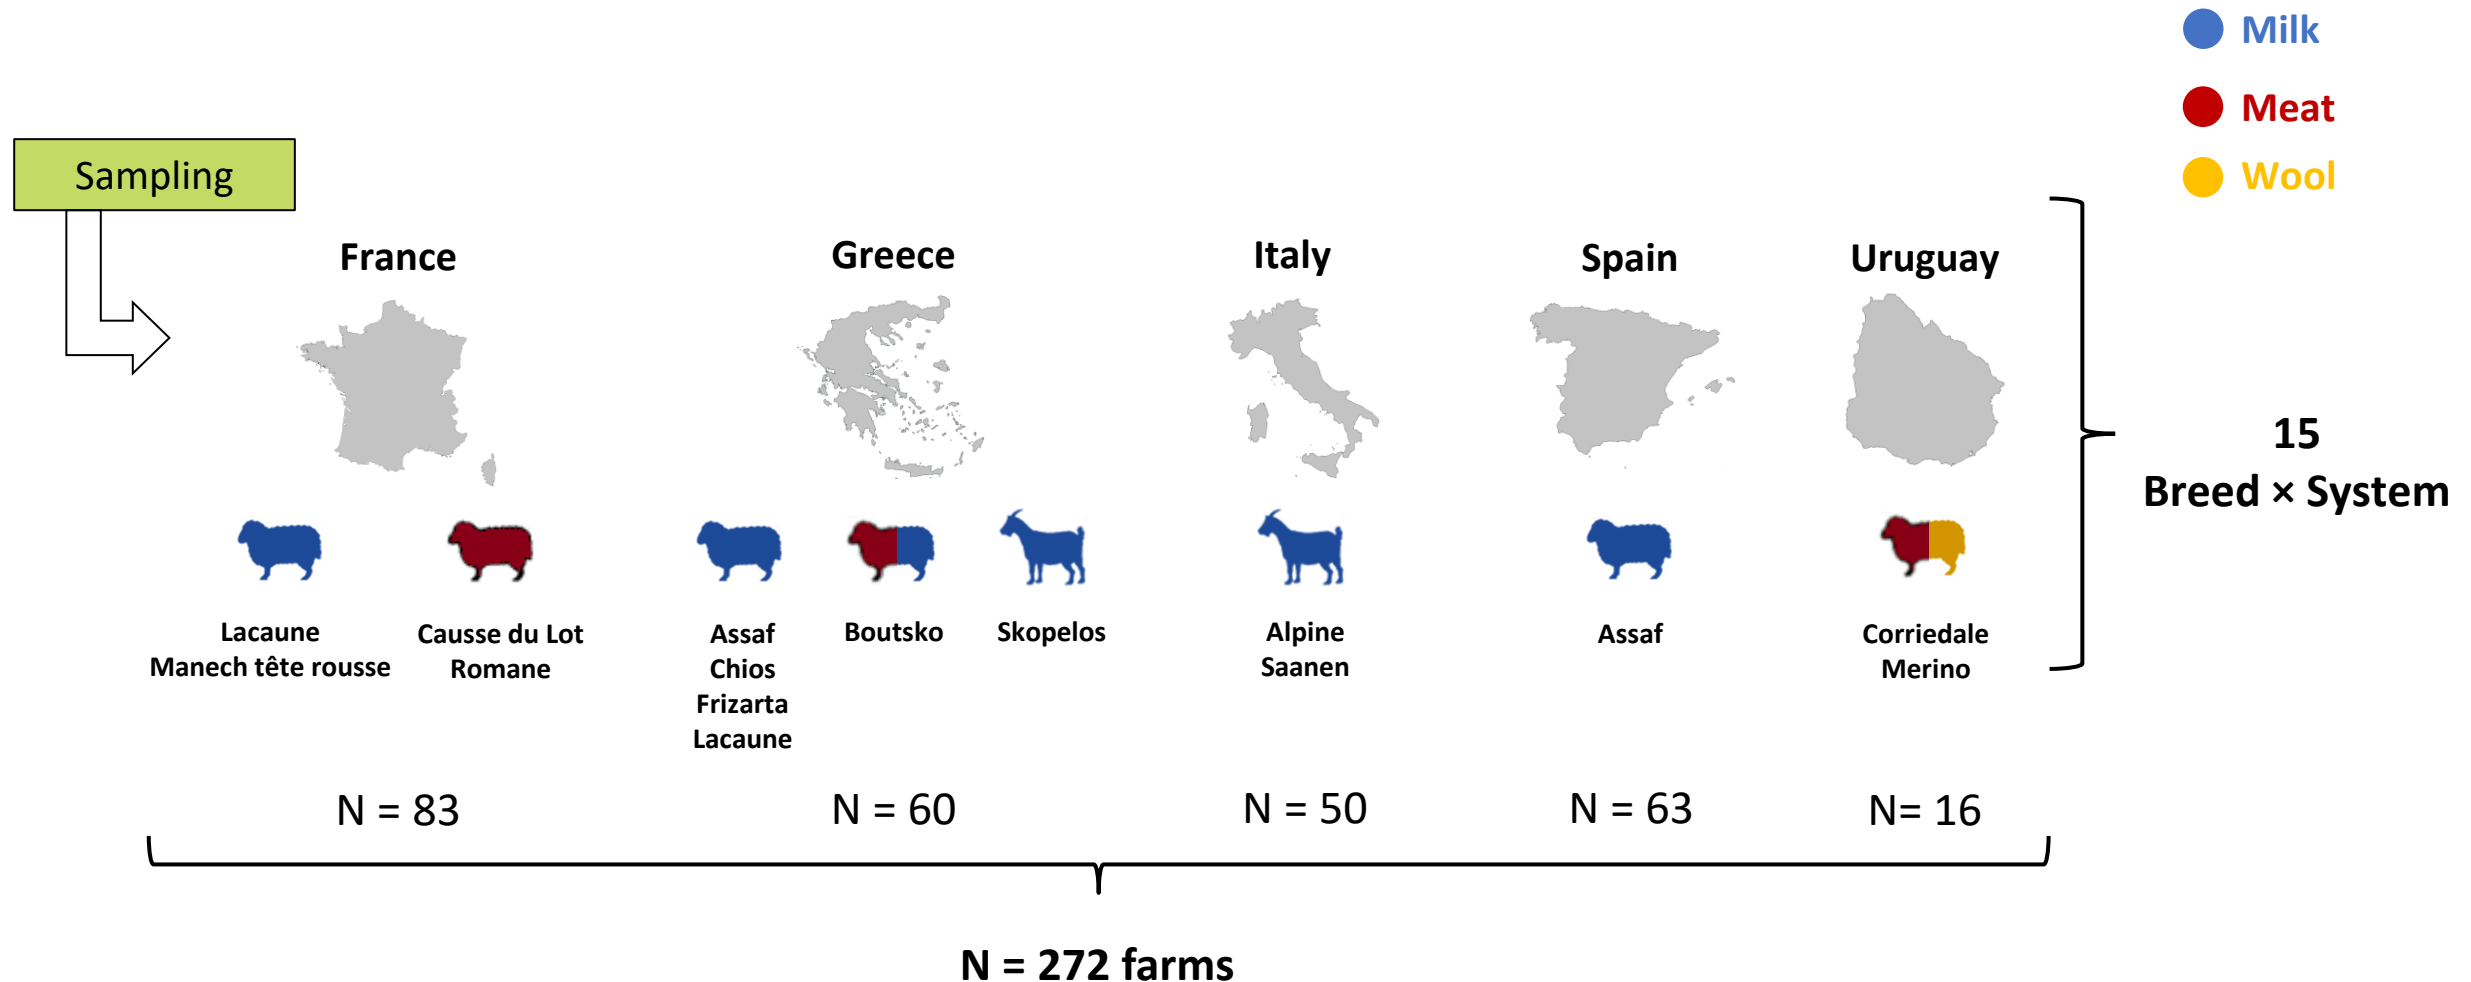 Milk
Meat
Wool
Sampling
France
Greece
Italy
Spain
Uruguay
Lacaune
Manech tête rousse
Causse du Lot
Romane
Assaf
Chios
Frizarta
Lacaune
Boutsko
Skopelos
Alpine
Saanen
Assaf
Corriedale
Merino
15
Breed × System
N = 83
N = 60
N = 50
N = 63
N= 16
N = 272 farms